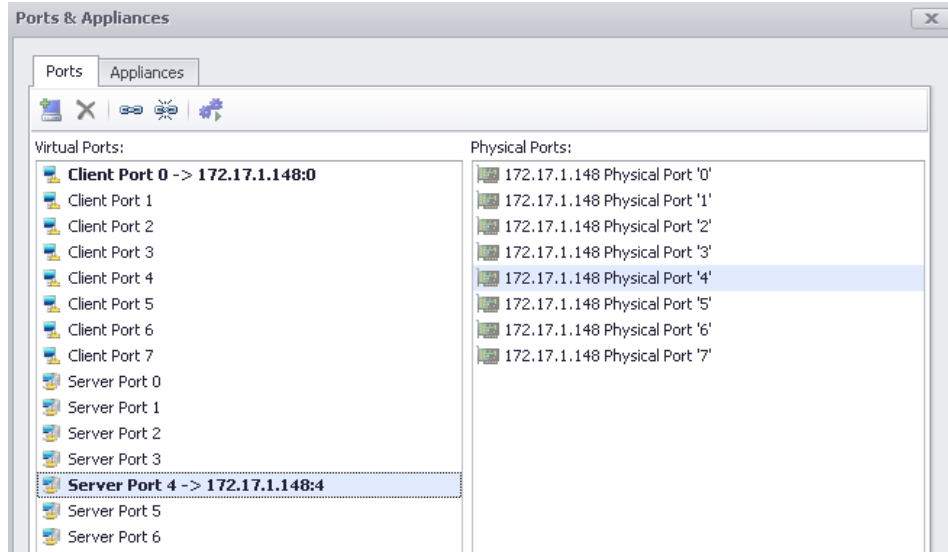 Ports & Appliances
Ports
Appliances
Virtual Ports:
Client Port 0 -> 172.17.1.148:0
Client Port 1
Client Port 2
Client Port 3
Client Port 4
Client Port 5
Client Port 6
Client Port 7
Server Port 0
Server Port 1
Server Port 2
Server Port 3
Server Port 4 -> 172.17.1.148:4
Server Port 5
Server Port 6
Physical Ports:
172.17.1.148 Physical Port '0'
172.17.1.148 Physical Port '1'
172.17.1.148 Physical Port '2'
172.17.1.148 Physical Port '3'
172.17.1.148 Physical Port '4'
172.17.1.148 Physical Port '5'
172.17.1.148 Physical Port '6'
172.17.1.148 Physical Port '7'